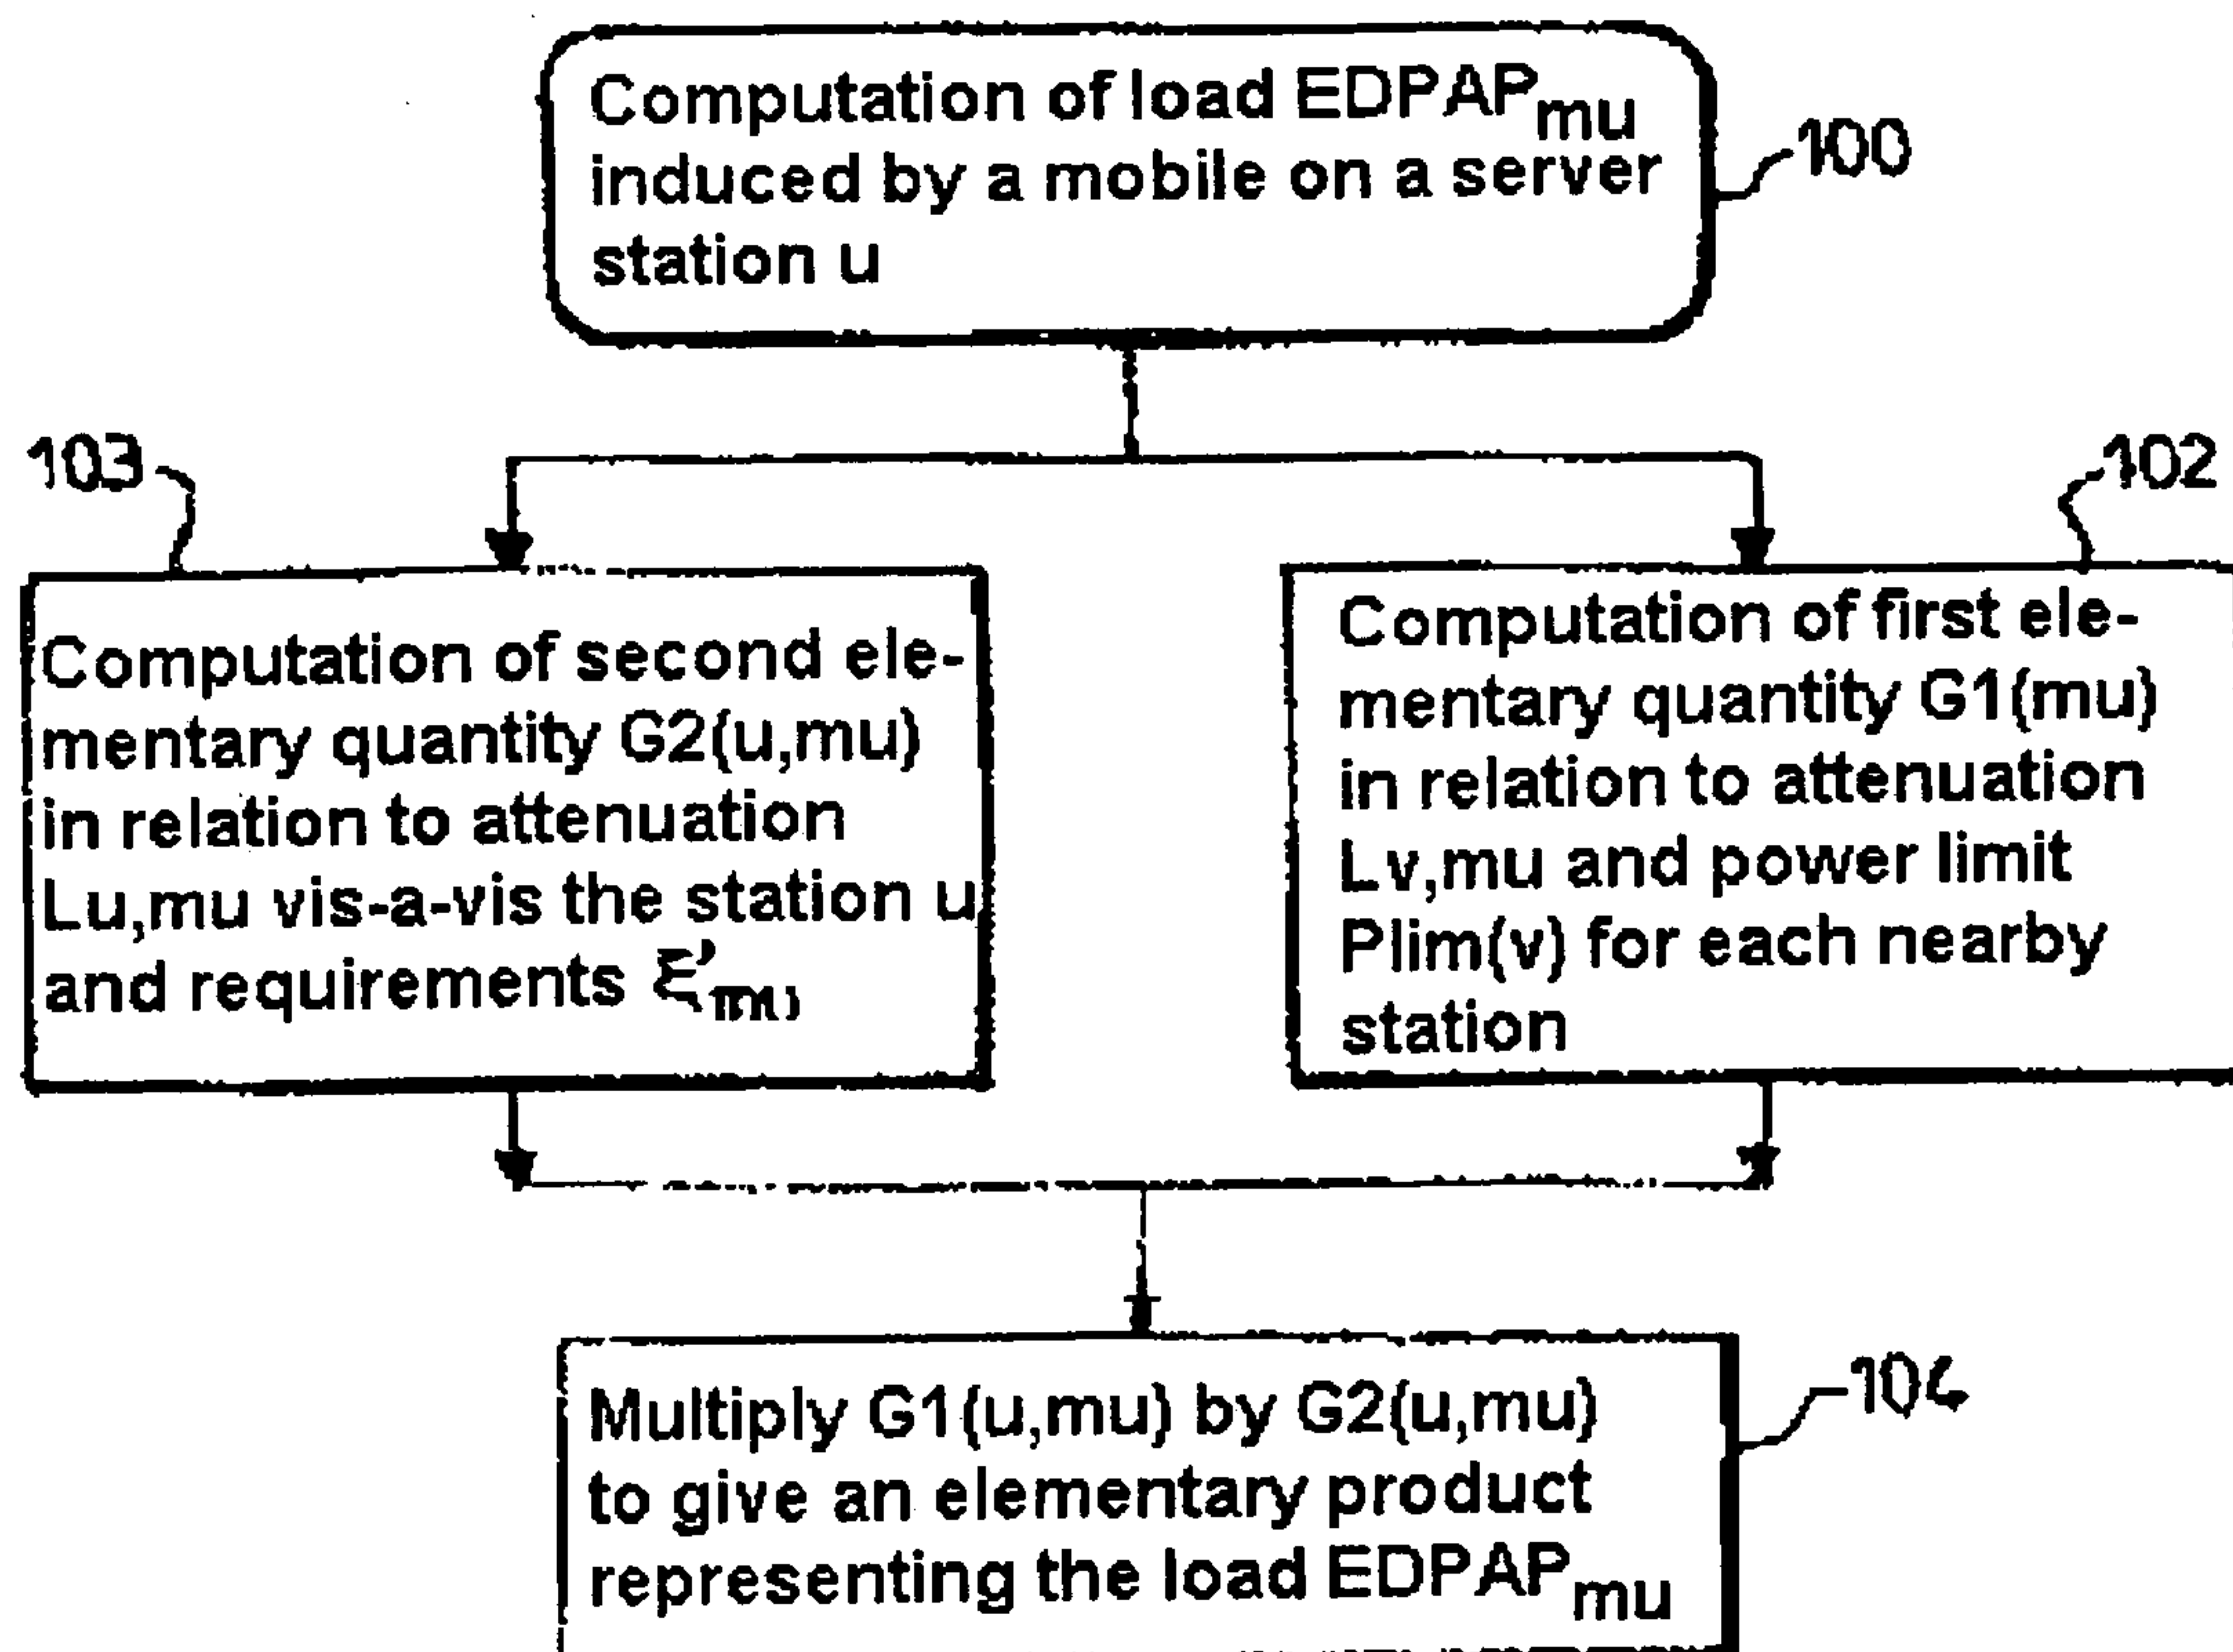 Computation of load EDPAPmu
induced by a mobile on a server
station u
100
103
102
Computation of second ele-
mentary quantity G2(u,mu)
in relation to attenuation
Lu,mu vis-a-vis the station u
and requirements ξ'mu
Computation of first ele-
mentary quantity G1(mu)
in relation to attenuation
Lv,mu and power limit
Plim(v) for each nearby
station
Multiply G1(u,mu) by G2(u,mu)
to give an elementary product
representing the load EDPAPmu
104